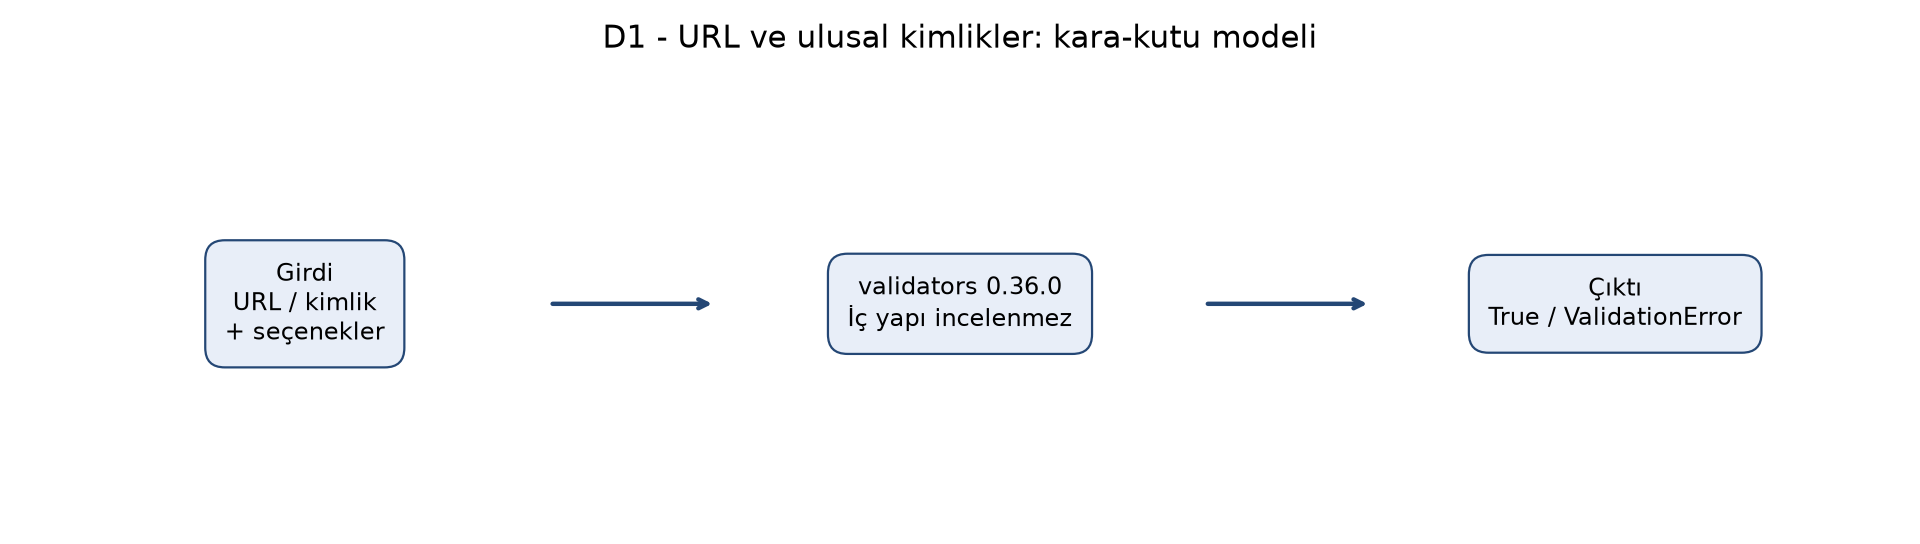 D1 - URL ve ulusal kimlikler: kara-kutu modeli
Girdi
URL / kimlik
+ seçenekler
validators 0.36.0
İç yapı incelenmez
Çıktı
True / ValidationError